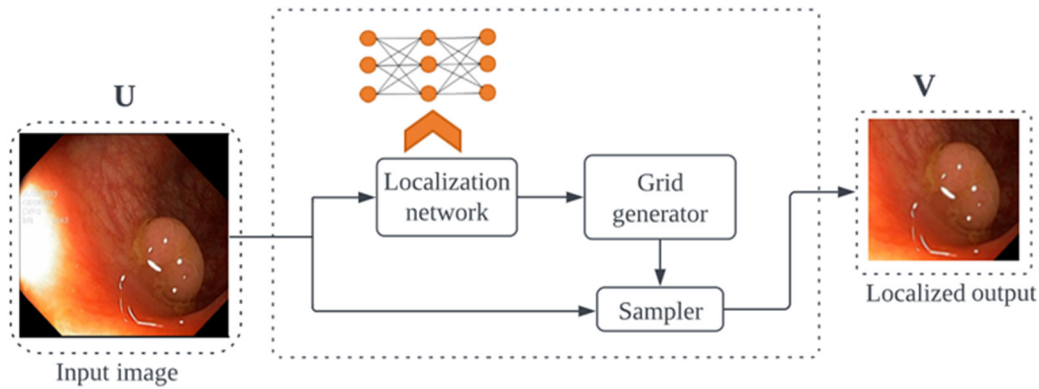 U
V
Localization
network
Grid
generator
Sampler
Localized output
Input image